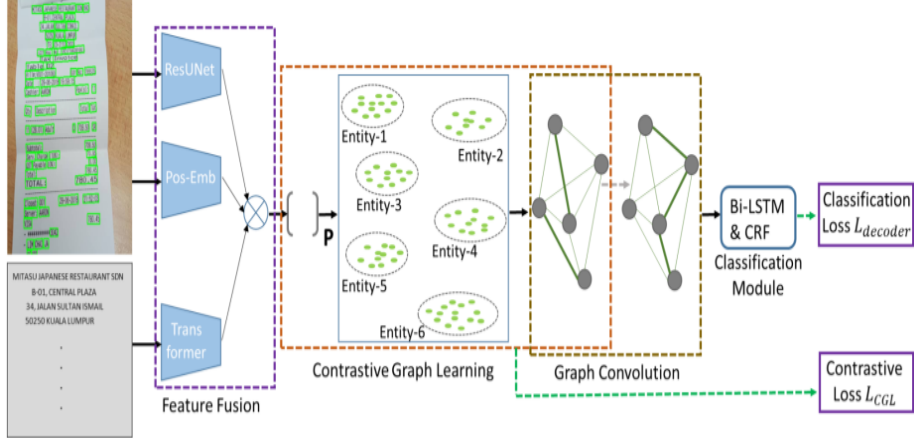 TOTAL:
MITASU JAPANESE RESTAURANT SDN
B-01, CENTRAL PLAZA
34, JALAN SULTAN ISMAIL
50250 KUALA LUMPUR
.
.
.
.
ResUNet
Pos-Emb
Trans
former
Feature Fusion
[ ]
P
Entity-1
Entity-2
Entity-3
Entity-4
Entity-5
Entity-6
Contrastive Graph Learning
Graph Convolution
Bi-LSTM
& CRF
Classification
Module
Classification
Loss L_decoder
Contrastive
Loss L_CGL